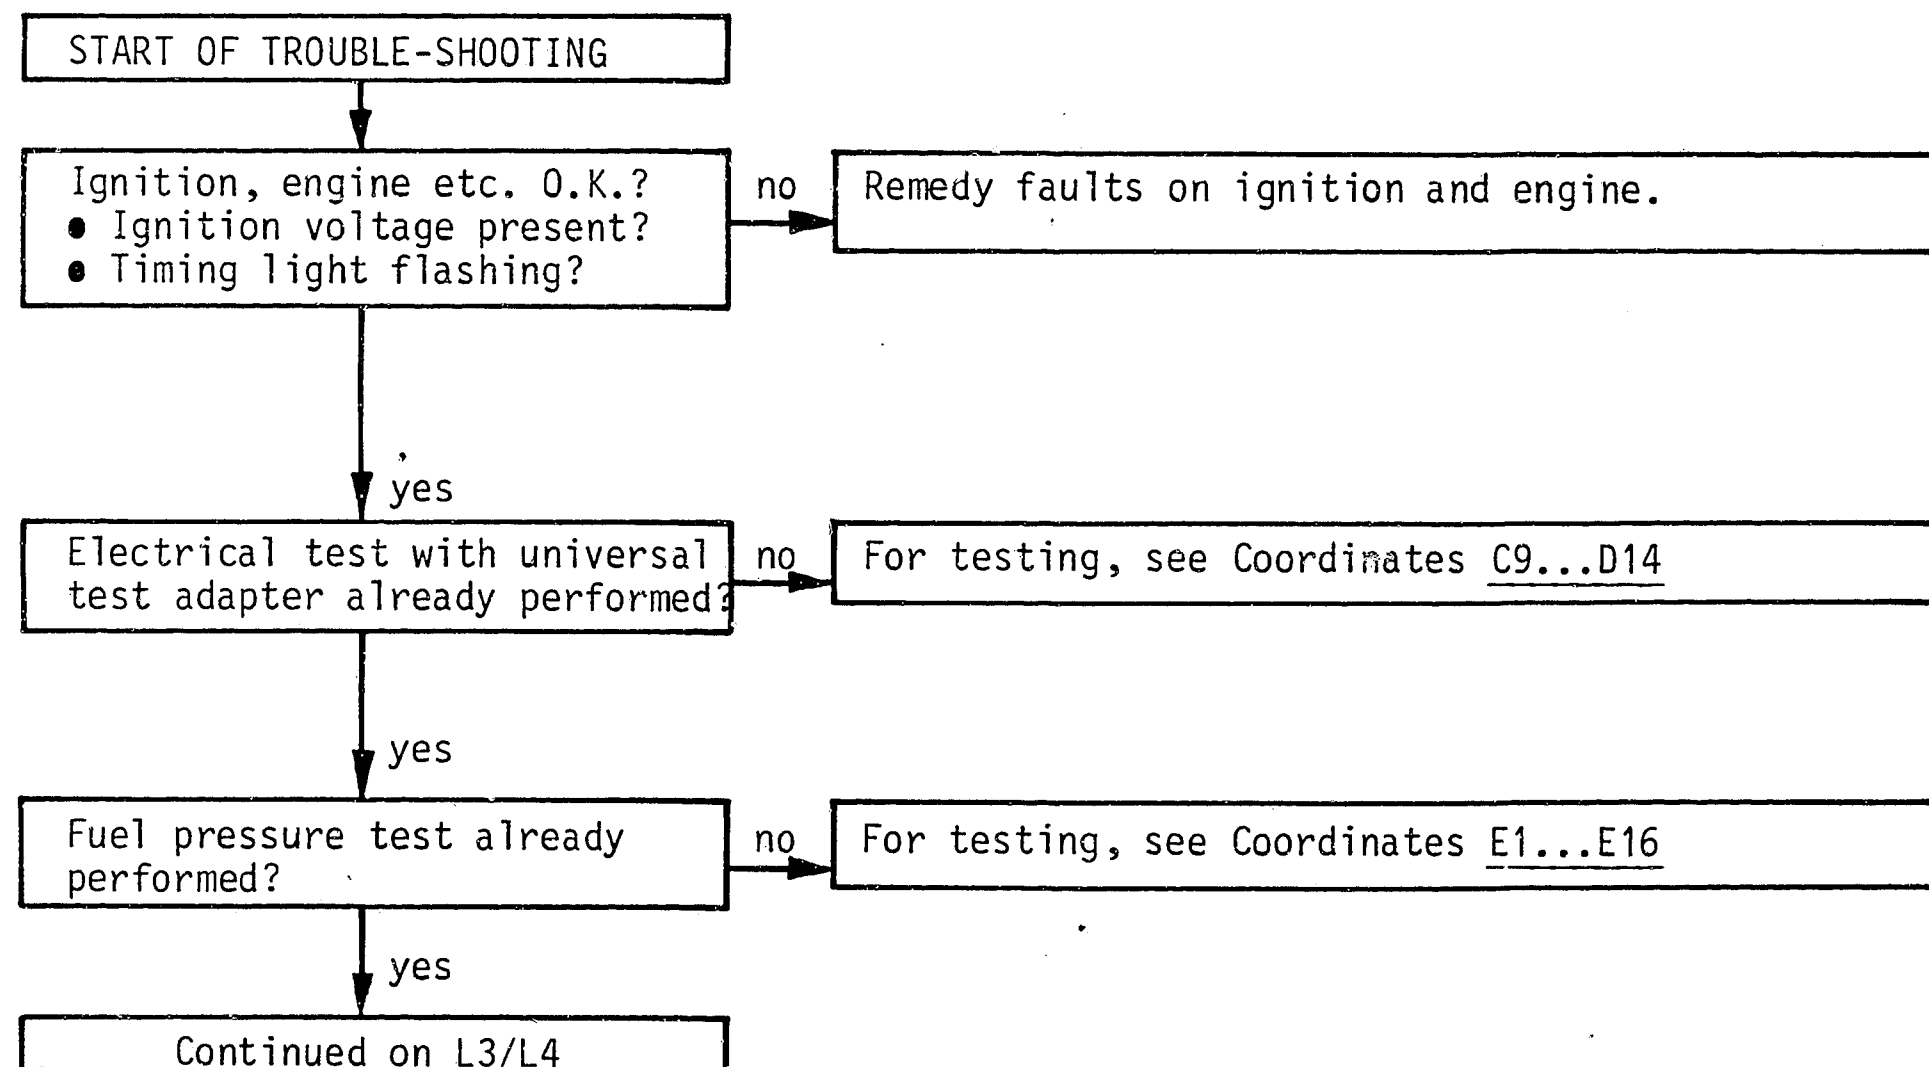 START OF TROUBLE-SHOOTING
Ignition, engine etc. O.K.?
● Ignition voltage present?
● Timing light flashing?
no
Remedy faults on ignition and engine.
yes
Electrical test with universal
test adapter already performed?
no
For testing, see Coordinates C9...D14
yes
Fuel pressure test already
performed?
no
For testing, see Coordinates E1...E16
yes
Continued on L3/L4